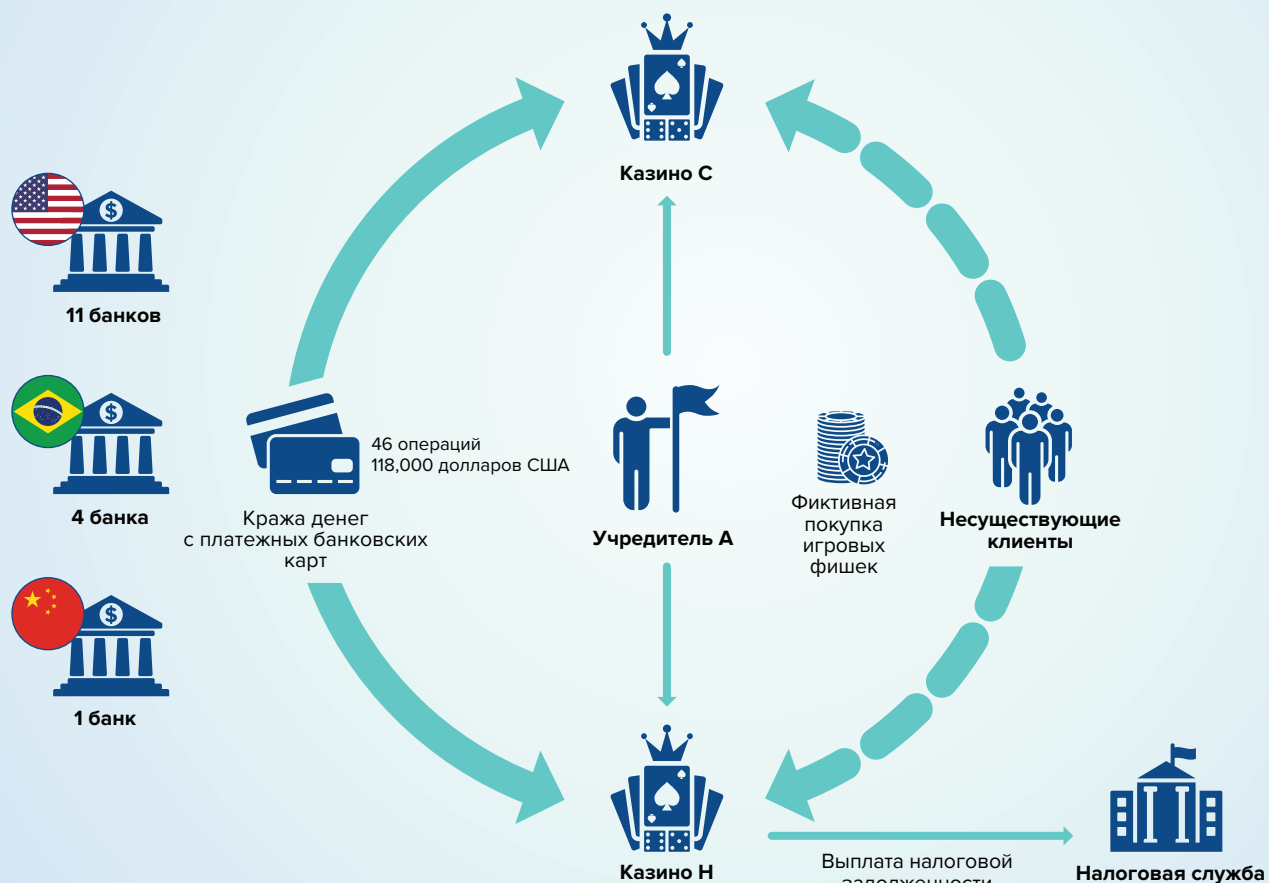 Казино С
11 банков
4 банка
1 банк
46 операций
118,000 долларов США
Кража денег
с платежных банковских
карт
Учредитель А
Фиктивная
покупка
игровых
фишек
Несуществующие
клиенты
Казино Н
Выплата налоговой
задолженности
Налоговая служба